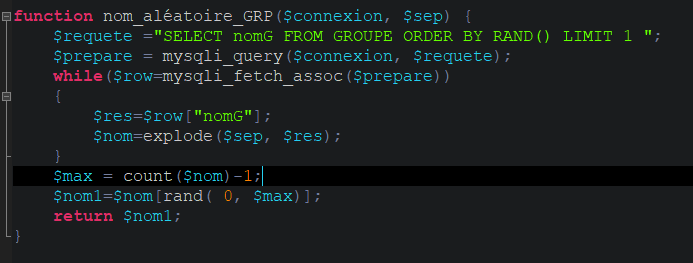 function nom_aléatoire_GRP($connexion, $sep) {
    $requete ="SELECT nomG FROM GROUPE ORDER BY RAND() LIMIT 1 ";
    $prepare = mysqli_query($connexion, $requete);
    while($row=mysqli_fetch_assoc($prepare))
    {
        $res=$row["nomG"];
        $nom=explode($sep, $res);
    }
    $max = count($nom)-1;
    $nom1=$nom[rand( 0, $max)];
    return $nom1;
}